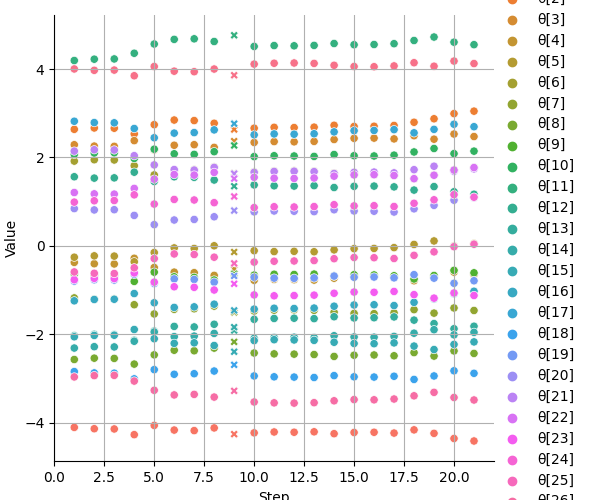 θ[2]
θ[3]
θ[4]
θ[5]
θ[6]
θ[7]
θ[8]
θ[9]
θ[10]
θ[11]
θ[12]
θ[13]
θ[14]
θ[15]
θ[16]
θ[17]
θ[18]
θ[19]
θ[20]
θ[21]
θ[22]
θ[23]
θ[24]
θ[25]
θ[26]
Value
4
2
0
−2
−4
0.0 2.5 5.0 7.5 10.0 12.5 15.0 17.5 20.0
Step